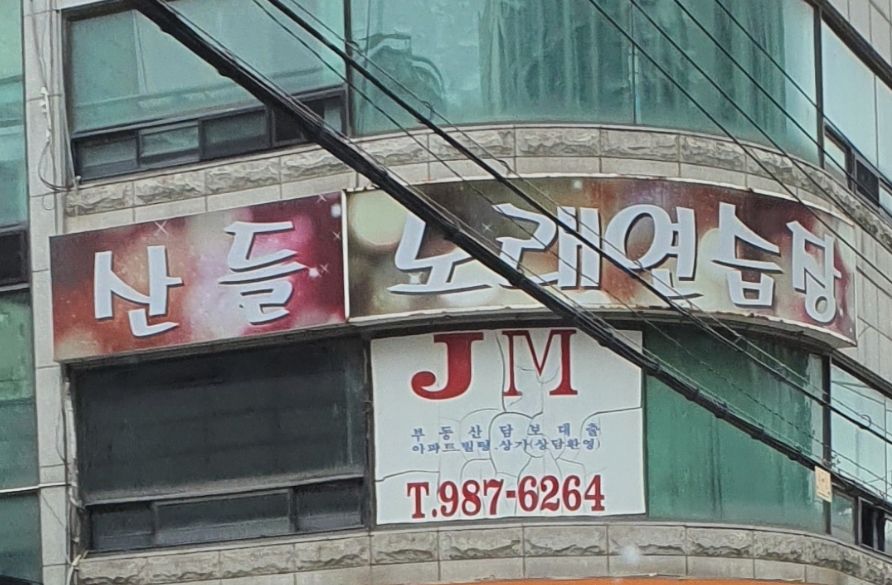 산들 노래연습장
JM
부동산담보대출
아파트빌딩.상가(상담환영)
T.987-6264